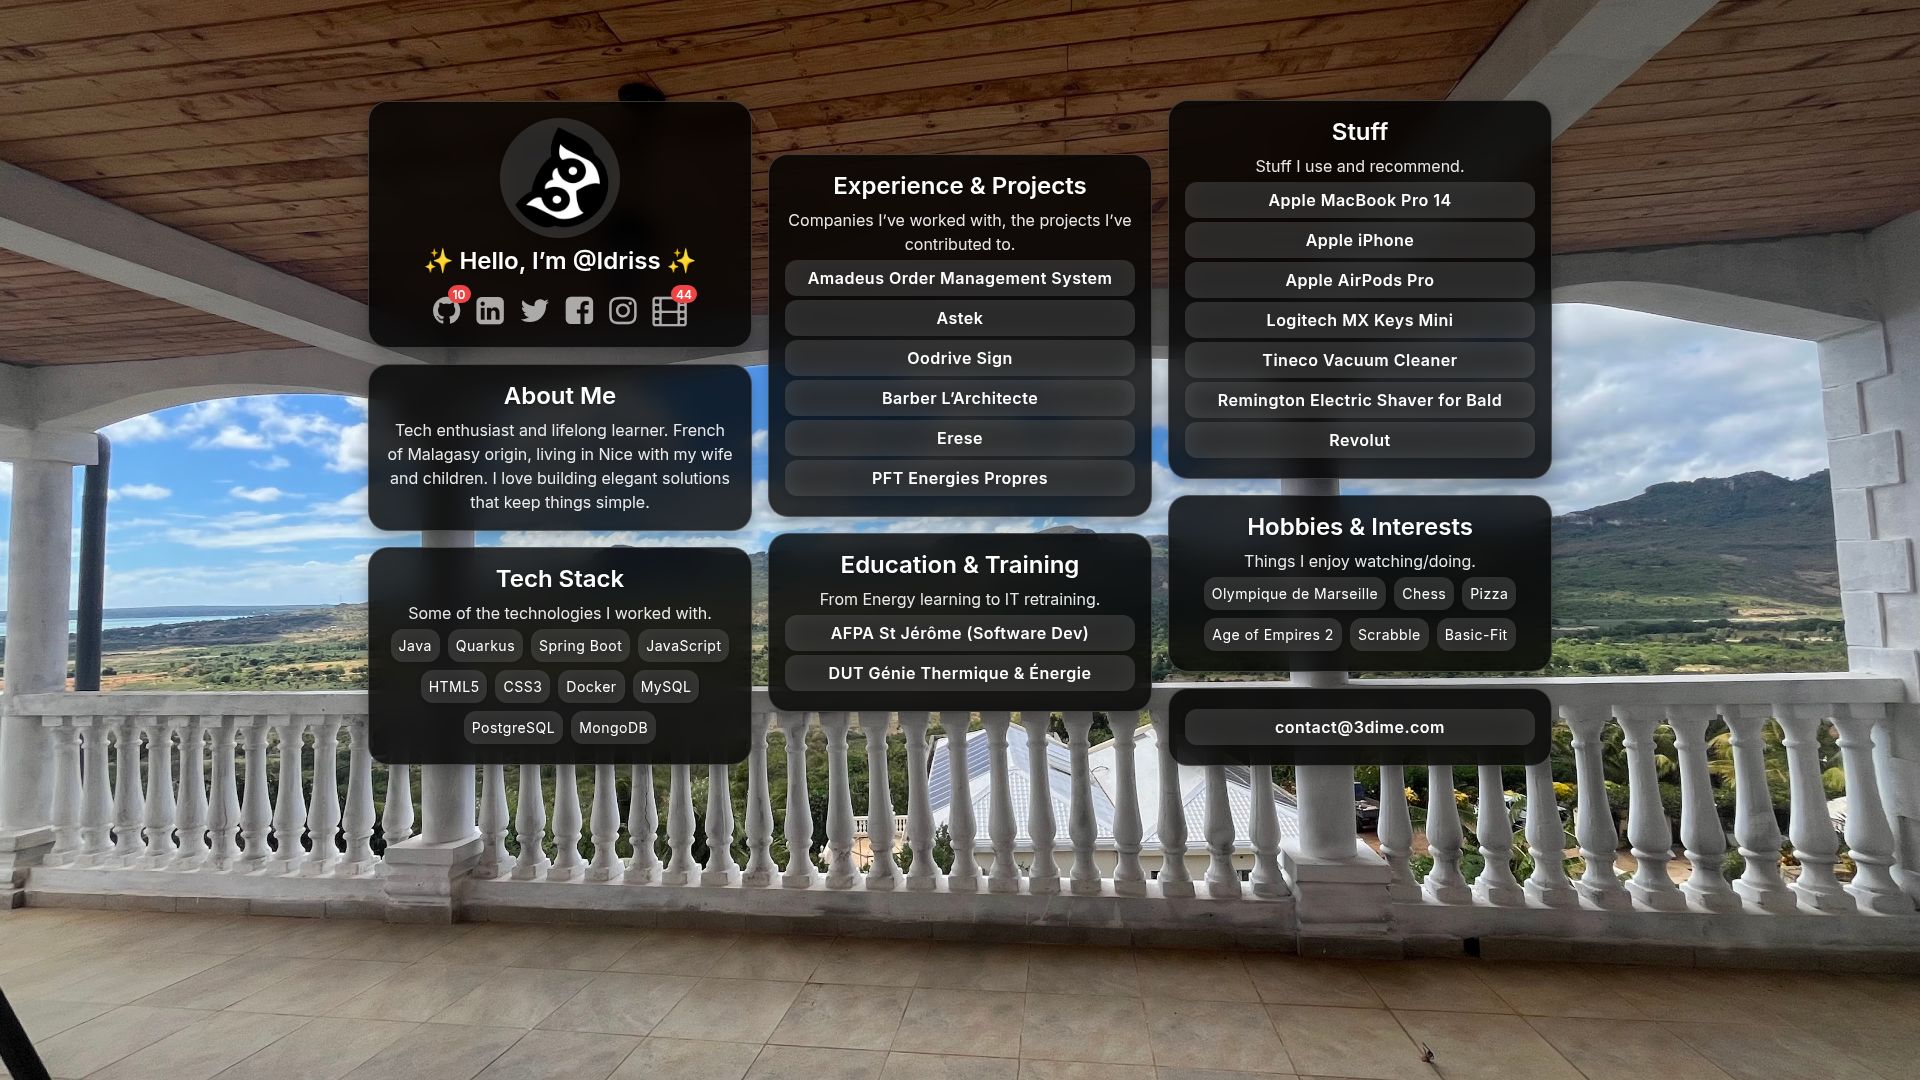 ✨ Hello, I’m @Idriss ✨
10
44
About Me
Tech enthusiast and lifelong learner. French
of Malagasy origin, living in Nice with my wife
and children. I love building elegant solutions
that keep things simple.
Tech Stack
Some of the technologies I worked with.
Java Quarkus Spring Boot JavaScript
HTML5 CSS3 Docker MySQL
PostgreSQL MongoDB
Experience & Projects
Companies I’ve worked with, the projects I’ve
contributed to.
Amadeus Order Management System
Astek
Oodrive Sign
Barber L’Architecte
Erese
PFT Energies Propres
Education & Training
From Energy learning to IT retraining.
AFPA St Jérôme (Software Dev)
DUT Génie Thermique & Énergie
Stuff
Stuff I use and recommend.
Apple MacBook Pro 14
Apple iPhone
Apple AirPods Pro
Logitech MX Keys Mini
Tineco Vacuum Cleaner
Remington Electric Shaver for Bald
Revolut
Hobbies & Interests
Things I enjoy watching/doing.
Olympique de Marseille Chess Pizza
Age of Empires 2 Scrabble Basic-Fit
contact@3dime.com